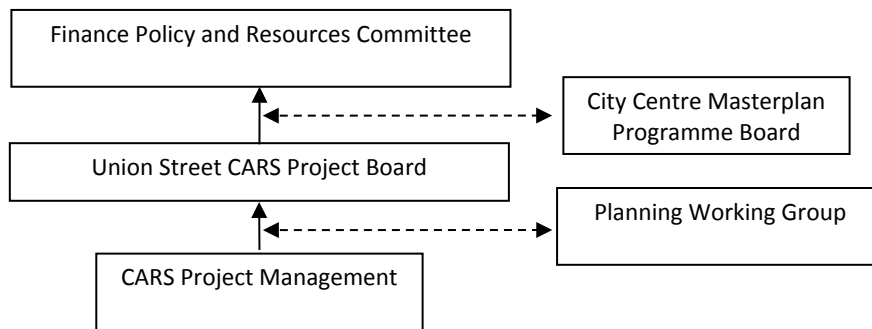 Finance Policy and Resources Committee
City Centre Masterplan
Programme Board
Union Street CARS Project Board
Planning Working Group
CARS Project Management